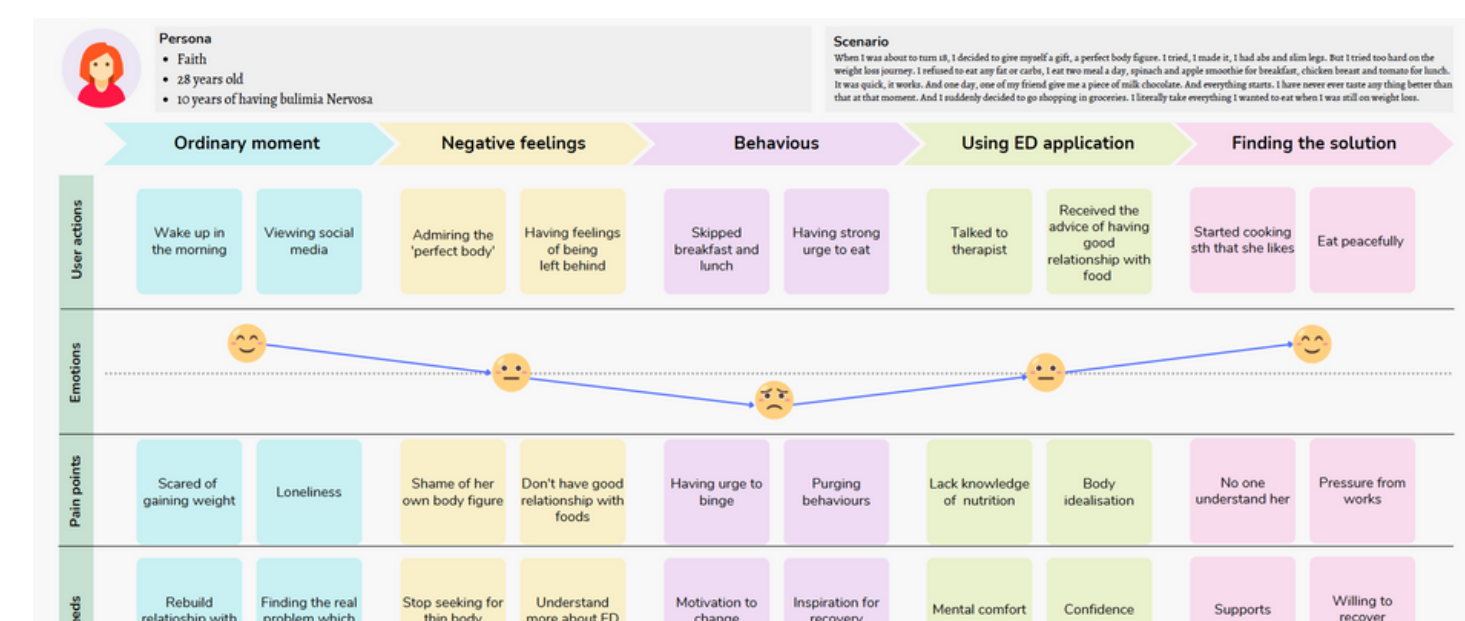 Persona
• Faith
• 28 years old
• 10 years of having bulimia Nervosa
Scenario
When I was about to turn 18, I decided to give myself a gift, a perfect body figure. I tried, I made it, I had abs and slim legs. But I tried too hard on the
weight loss journey. I refused to eat any fat or carbs, I eat two meal a day, spinach and apple smoothie for breakfast, chicken breast and tomato for lunch.
It was quick, it works. And one day, one of my friend give me a piece of milk chocolate. And everything starts. I have never ever taste any thing better than
that at that moment. And I suddenly decided to go shopping in groceries. I literally take everything I wanted to eat when I was still on weight loss.
Ordinary moment
Negative feelings
Behavious
Using ED application
Finding the solution
User actions
Wake up in
the morning
Viewing social
media
Admiring the
'perfect body'
Having feelings
of being
left behind
Skipped
breakfast and
lunch
Having strong
urge to eat
Talked to
therapist
Received the
advice of having
good
relationship with
food
Started cooking
sth that she likes
Eat peacefully
Emotions
Pain points
Scared of
gaining weight
Loneliness
Shame of her
own body figure
Don't have good
relationship with
foods
Having urge to
binge
Purging
behaviours
Lack knowledge
of nutrition
Body
idealisation
No one
understand her
Pressure from
works
Rebuild
relatioship with
Finding the real
problem which
Stop seeking for
thin body
Understand
more about ED
Motivation to
change
Inspiration for
recovery
Mental comfort
Confidence
Supports
Willing to
recover